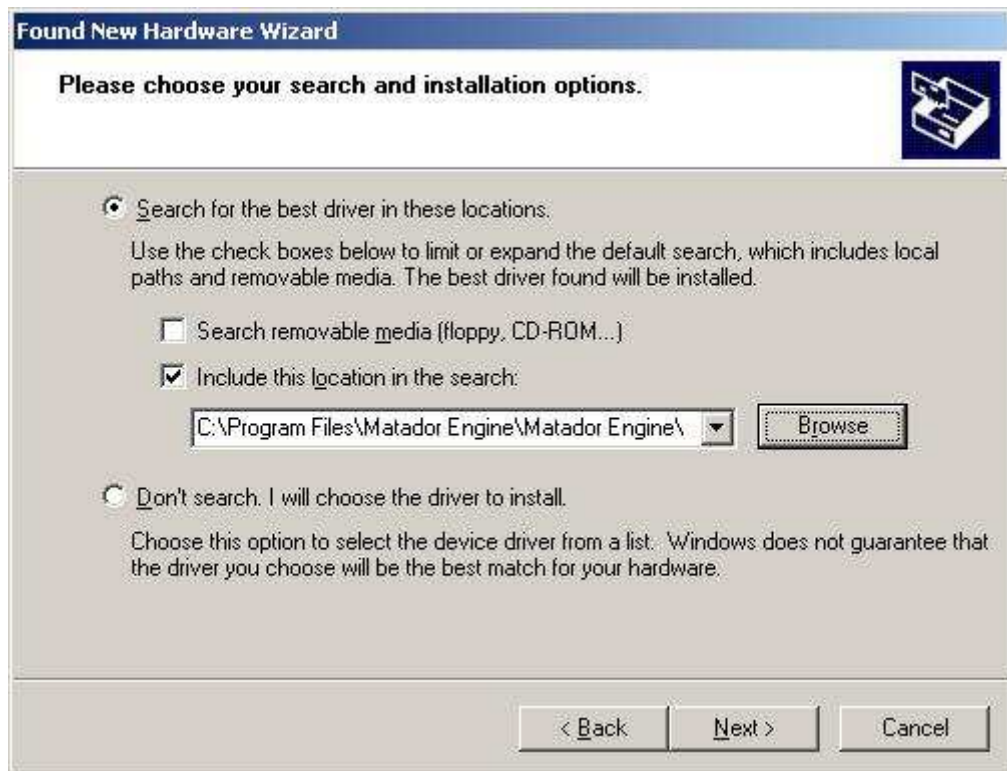 Found New Hardware Wizard
Please choose your search and installation options.
Search for the best driver in these locations.
Use the check boxes below to limit or expand the default search, which includes local
paths and removable media. The best driver found will be installed.
Search removable media (floppy, CD-ROM...)
Include this location in the search:
C:\Program Files\Matador Engine\Matador Engine\
Browse
Don't search. I will choose the driver to install.
Choose this option to select the device driver from a list. Windows does not guarantee that
the driver you choose will be the best match for your hardware.
< Back Next > Cancel